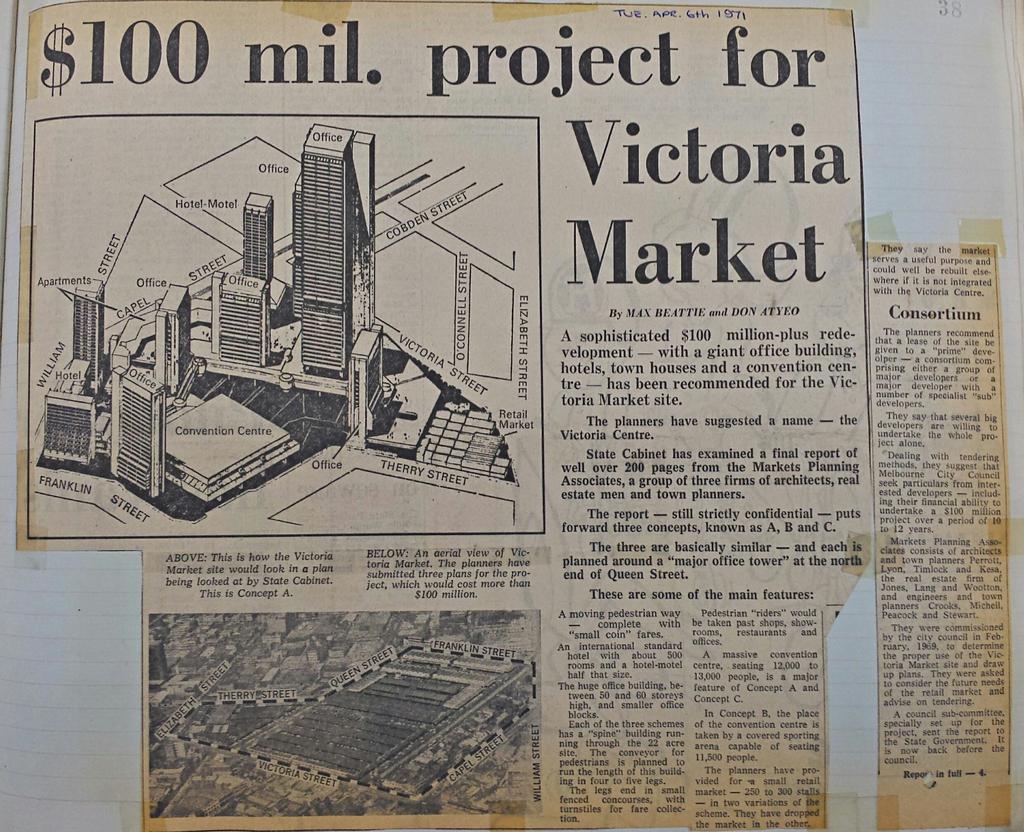 TUE. APR. 6th 1971
38
$100 mil. project for
Victoria
Market
Office
Office
Hotel-Motel
COBDEN STREET
STREET
Apartments
Office
STREET
Office
CAPEL
O'CONNELL STREET
ELIZABETH STREET
WILLIAM
VICTORIA STREET
Hotel
Office
Convention Centre
Retail
Market
Office
THERRY STREET
FRANKLIN STREET
ABOVE: This is how the Victoria
Market site would look in a plan
being looked at by State Cabinet.
This is Concept A.
BELOW: An aerial view of Vic-
toria Market. The planners have
submitted three plans for the pro-
ject, which would cost more than
$100 million.
FRANKLIN STREET
QUEEN STREET
ELIZABETH STREET
THERRY STREET
VICTORIA STREET
CAPEL STREET
WILLIAM STREET
By MAX BEATTIE and DON ATYEO
A sophisticated $100 million-plus rede-
velopment — with a giant office building,
hotels, town houses and a convention cen-
tre — has been recommended for the Vic-
toria Market site.
The planners have suggested a name — the
Victoria Centre.
State Cabinet has examined a final report of
well over 200 pages from the Markets Planning
Associates, a group of three firms of architects, real
estate men and town planners.
The report — still strictly confidential — puts
forward three concepts, known as A, B and C.
The three are basically similar — and each is
planned around a "major office tower" at the north
end of Queen Street.
These are some of the main features:
A moving pedestrian way
— complete with
"small coin" fares.
An international standard
hotel with about 500
rooms and a hotel-motel
half that size.
The huge office building, be-
tween 50 and 60 storeys
high, and smaller office
blocks.
Each of the three schemes
has a "spine" building run-
ning through the 22 acre
site. The conveyor for
pedestrians is planned to
run the length of this build-
ing in four to five legs.
The legs end in small
fenced concourses, with
turnstiles for fare collec-
tion.
Pedestrian "riders" would
be taken past shops, show-
rooms, restaurants and
offices.
A massive convention
centre, seating 12,000 to
13,000 people, is a major
feature of Concept A and
Concept C.
In Concept B, the place
of the convention centre is
taken by a covered sporting
arena capable of seating
11,500 people.
The planners have pro-
vided for a small retail
market — 250 to 300 stalls
— in two variations of the
scheme. They have dropped
the market in the other.
They say the market
serves a useful purpose and
could well be rebuilt else-
where if it is not integrated
with the Victoria Centre.
Consortium
The planners recommend
that a lease of the site be
given to a "prime" deve-
loper — a consortium com-
prising either a group of
major developers or a
major developer with a
number of specialist "sub"
developers.
They say that several big
developers are willing to
undertake the whole pro-
ject alone.
Dealing with tendering
methods, they suggest that
Melbourne City Council
seek particulars from inter-
ested developers — includ-
ing their financial ability to
undertake a $100 million
project over a period of 10
to 12 years.
Markets Planning Asso-
ciates consists of architects
and town planners Perrott,
Lyon, Timlock and Kesa,
the real estate firm of
Jones, Lang and Wootton,
and engineers and town
planners Crooks, Michell,
Peacock and Stewart.
They were commissioned
by the city council in Feb-
ruary, 1969, to determine
the proper use of the Vic-
toria Market site and draw
up plans. They were asked
to consider the future needs
of the retail market and
advise on tendering.
A council sub-committee,
specially set up for the
project, sent the report to
the State Government. It
is now back before the
council.
Report in full — 4.